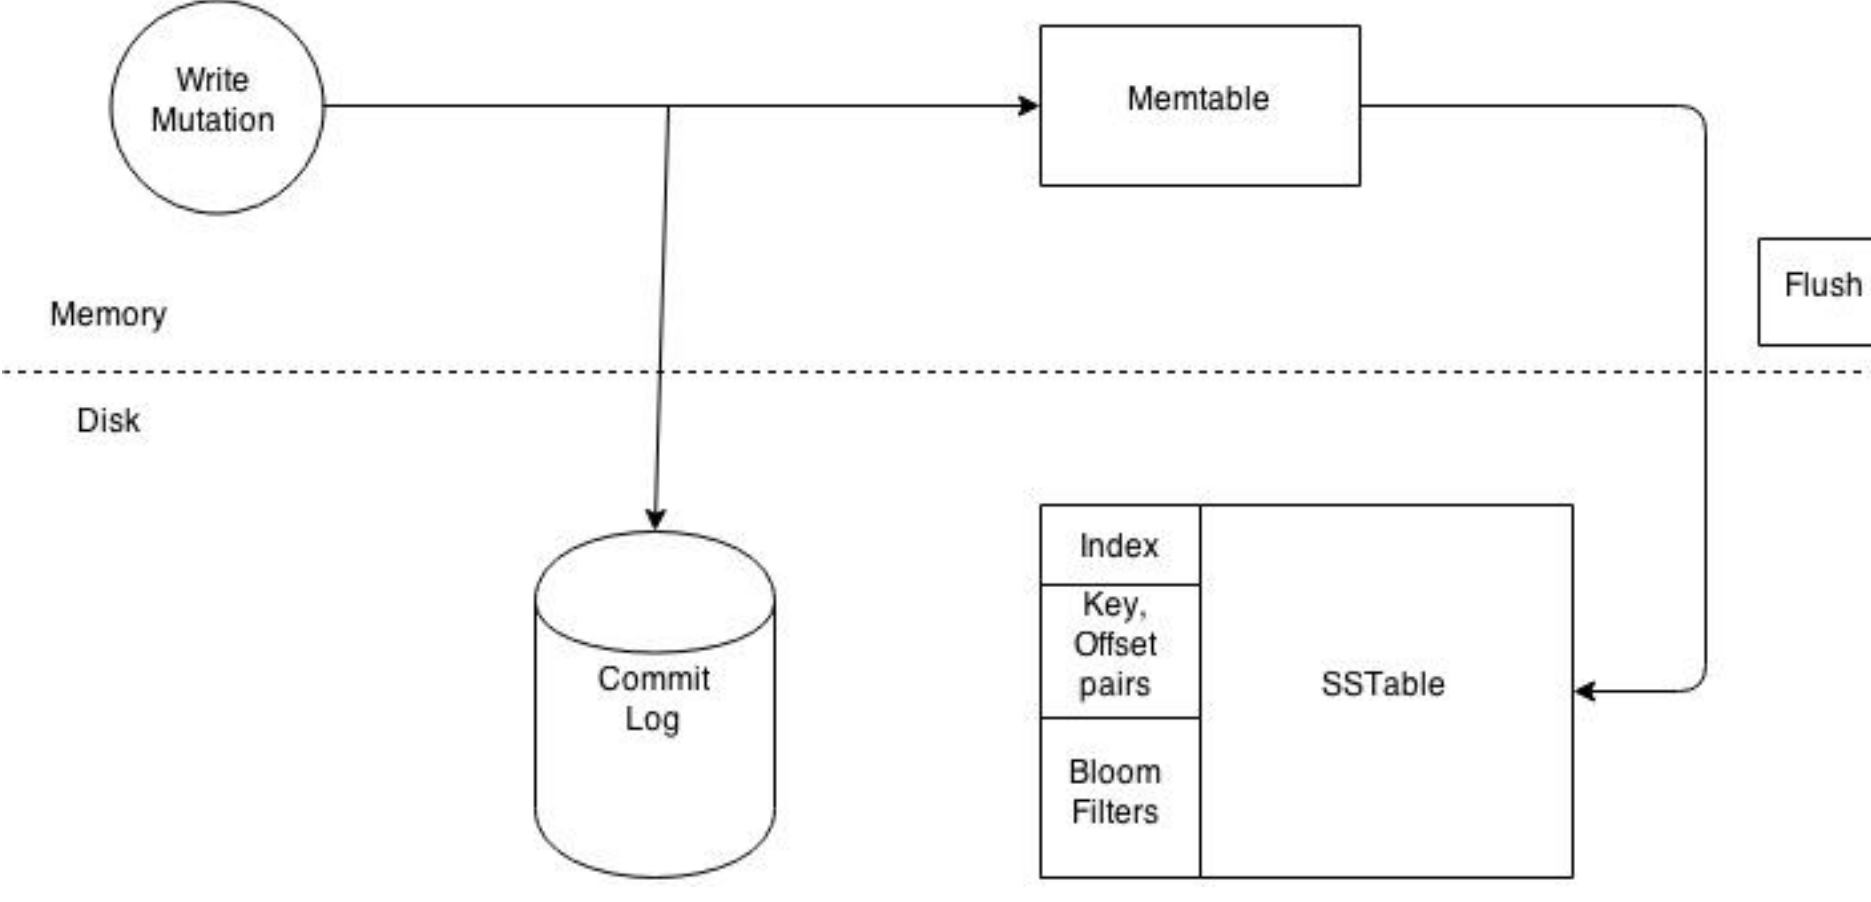 Write
Mutation
Memtable
Flush
Memory
Disk
Commit
Log
Index
Key,
Offset
pairs
Bloom
Filters
SSTable